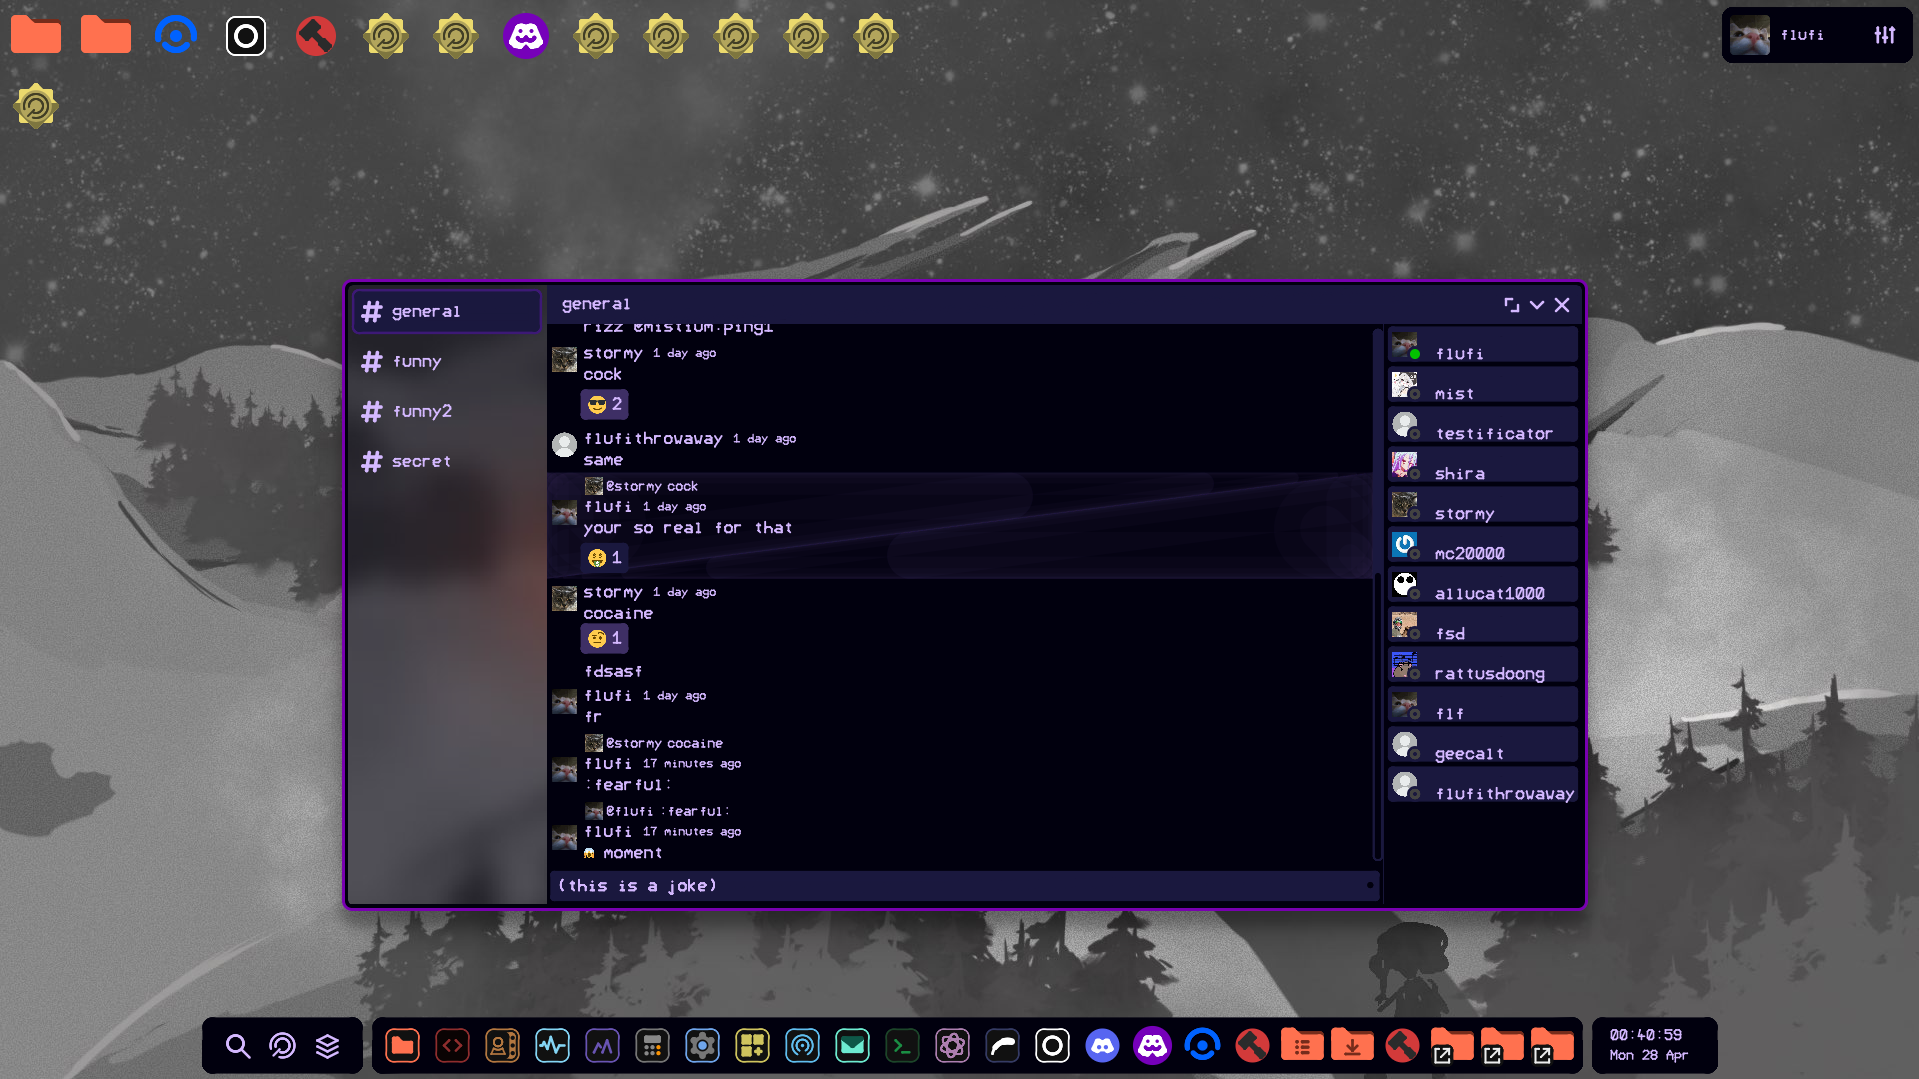 flufi
# general
# funny
# funny2
# secret
general
rizz @mistium:ping1
stormy 1 day ago
cock
2
flufithrowaway 1 day ago
same
@stormy cock
flufi 1 day ago
your so real for that
1
stormy 1 day ago
cocaine
1
fdsasf
flufi 1 day ago
fr
@stormy cocaine
flufi 17 minutes ago
:fearful:
@flufi :fearful:
flufi 17 minutes ago
moment
(this is a joke)
flufi
mist
testificator
shira
stormy
mc20000
allucat1000
fsd
rattusdoong
flf
geecalt
flufithrowaway
00:40:59
Mon 28 Apr